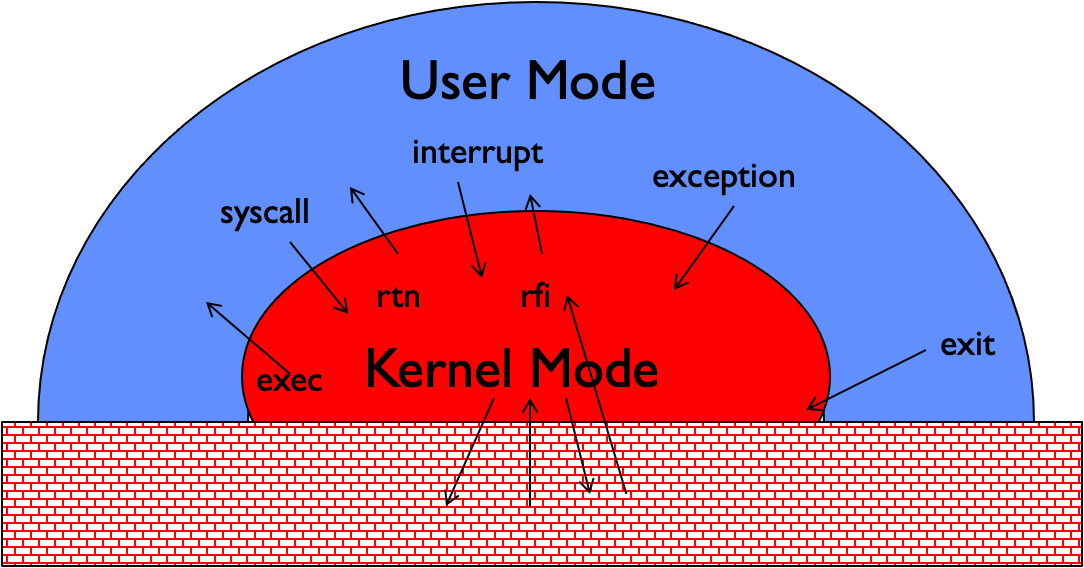 User Mode
interrupt
exception
syscall
rtn
rfi
exit
Kernel Mode
exec